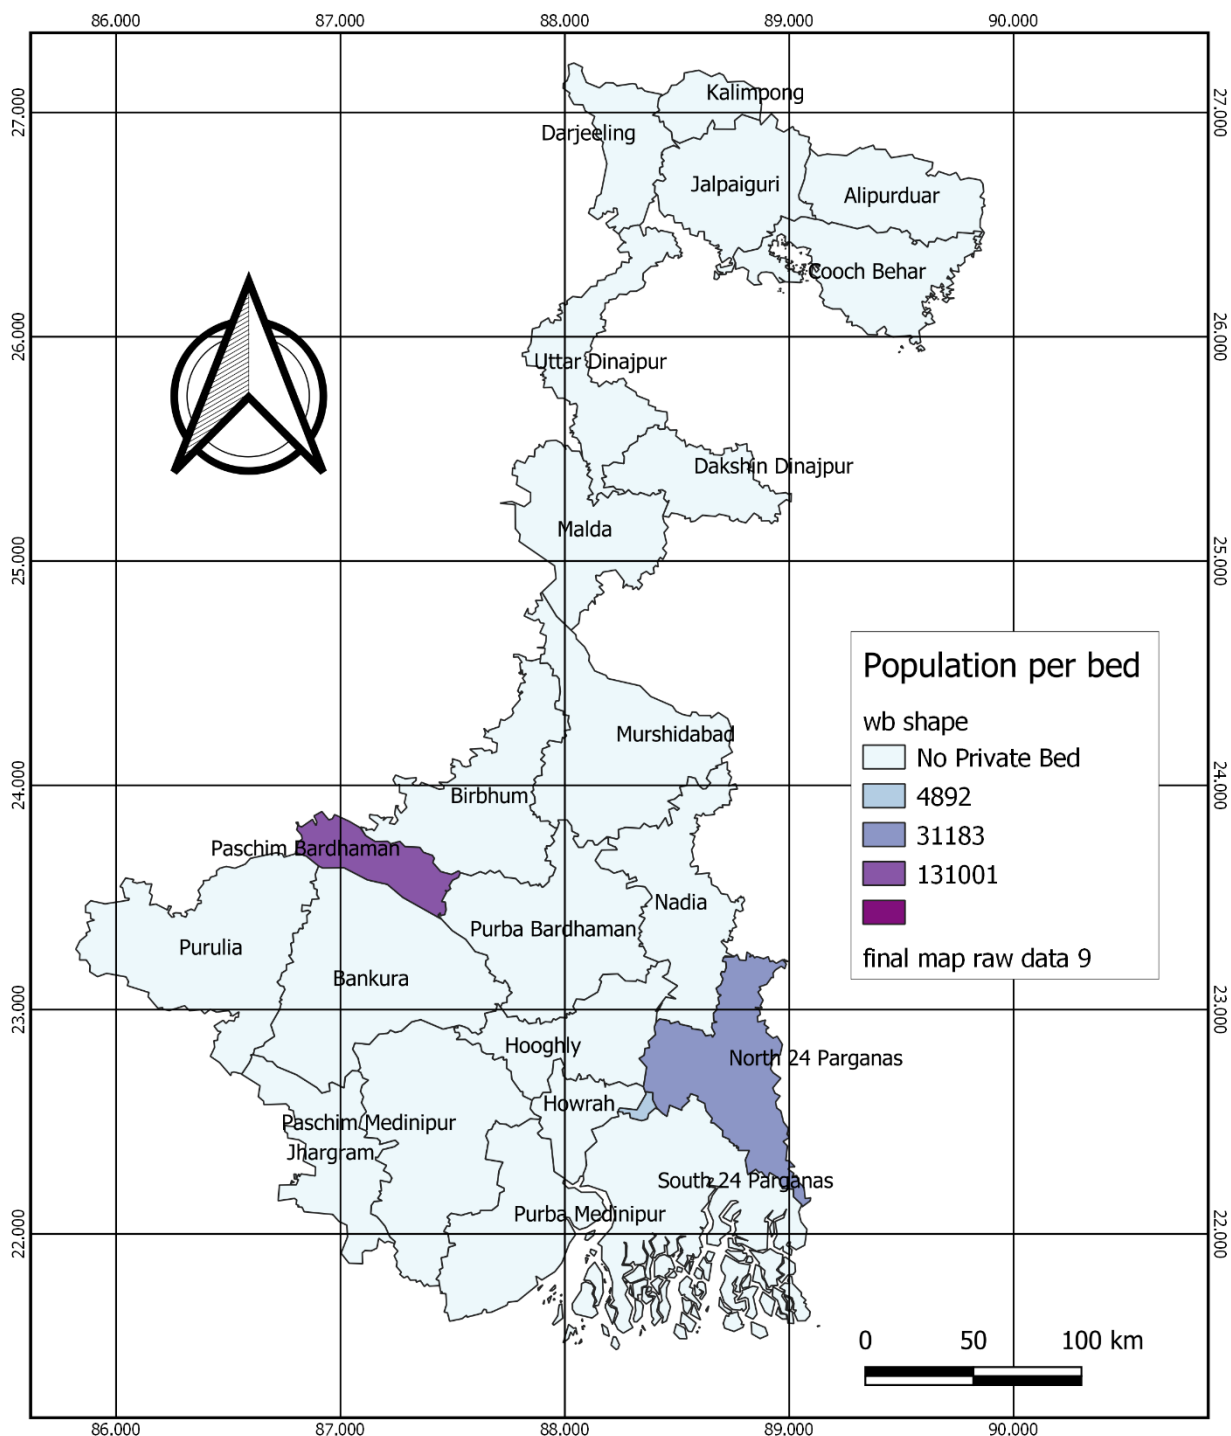 86.000 87.000 88.000 89.000 90.000
27.000 27.000
Kalimpong
Darjeeling
Jalpaiguri
Alipurduar
Cooch Behar
26.000 26.000
Uttar Dinajpur
Dakshin Dinajpur
Malda
25.000 25.000
Population per bed
wb shape
No Private Bed
4892
31183
131001
final map raw data 9
Murshidabad
24.000 24.000
Birbhum
Paschim Bardhaman
Nadia
Purba Bardhaman
Purulia
Bankura
23.000 23.000
Hooghly
North 24 Parganas
Howrah
Paschim Medinipur
Jhargram
South 24 Parganas
Purba Medinipur
22.000 22.000
0 50 100 km
86.000 87.000 88.000 89.000 90.000